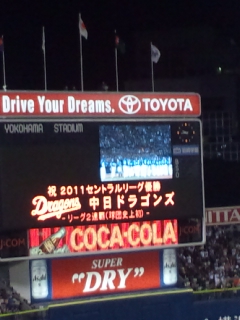 Drive Your Dreams. TOYOTA
YOKOHAMA STADIUM
祝 2011セントラルリーグ優勝
Dragons 中日ドラゴンズ
-リーグ2連覇(球団史上初)-
COCA-COLA
SUPER
"DRY"